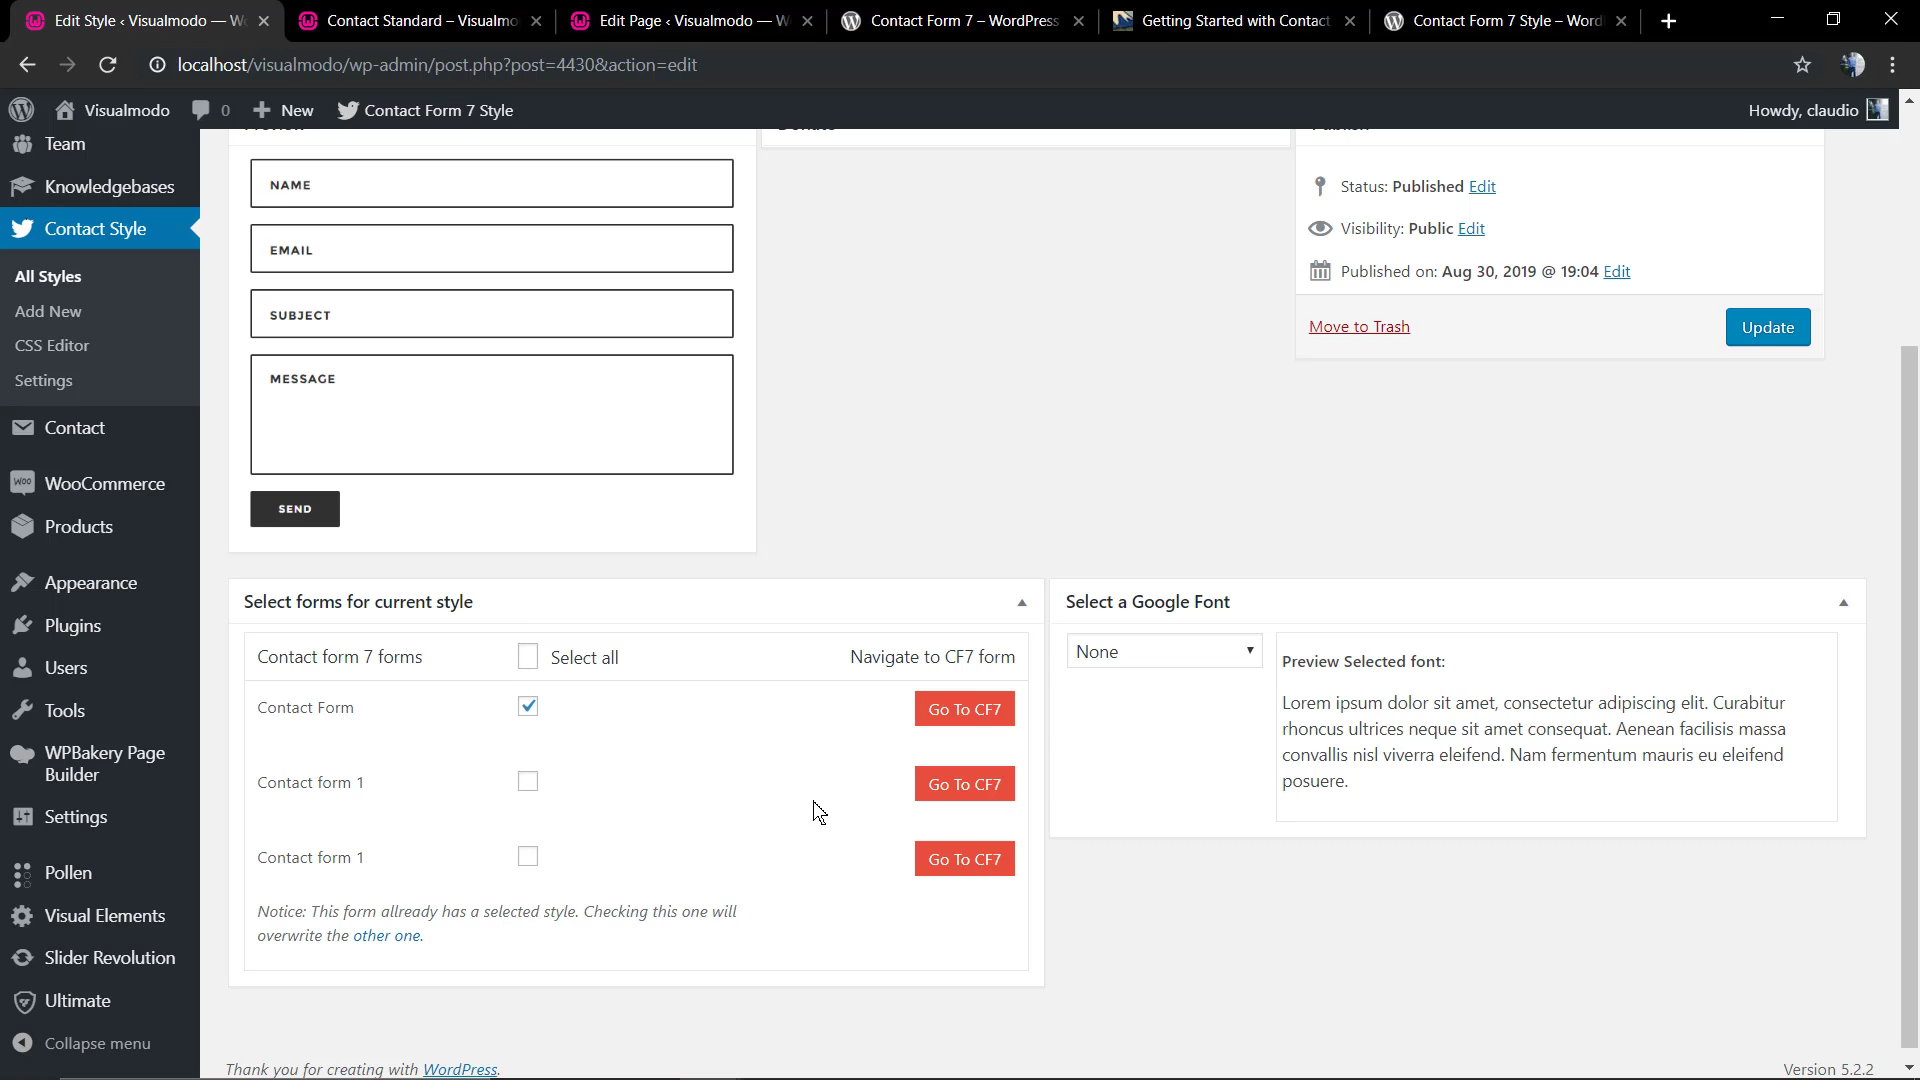 Edit Style ‹ Visualmodo — W
Contact Standard – Visualmo
Edit Page ‹ Visualmodo — W
Contact Form 7 – WordPress
Getting Started with Contact
Contact Form 7 Style – Word
localhost/visualmodo/wp-admin/post.php?post=4430&action=edit
Visualmodo
0
New
Contact Form 7 Style
Howdy, claudio
Team
Knowledgebases
Contact Style
All Styles
Add New
CSS Editor
Settings
Contact
WooCommerce
Products
Appearance
Plugins
Users
Tools
WPBakery Page
Builder
Settings
Pollen
Visual Elements
Slider Revolution
Ultimate
Collapse menu
NAME
EMAIL
SUBJECT
MESSAGE
SEND
Status: Published Edit
Visibility: Public Edit
Published on: Aug 30, 2019 @ 19:04 Edit
Move to Trash
Update
Select forms for current style
Contact form 7 forms
Select all
Navigate to CF7 form
Contact Form
Go To CF7
Contact form 1
Go To CF7
Contact form 1
Go To CF7
Notice: This form allready has a selected style. Checking this one will
overwrite the other one.
Select a Google Font
None
Preview Selected font:
Lorem ipsum dolor sit amet, consectetur adipiscing elit. Curabitur
rhoncus ultrices neque sit amet consequat. Aenean facilisis massa
convallis nisl viverra eleifend. Nam fermentum mauris eu eleifend
posuere.
Thank you for creating with WordPress.
Version 5.2.2